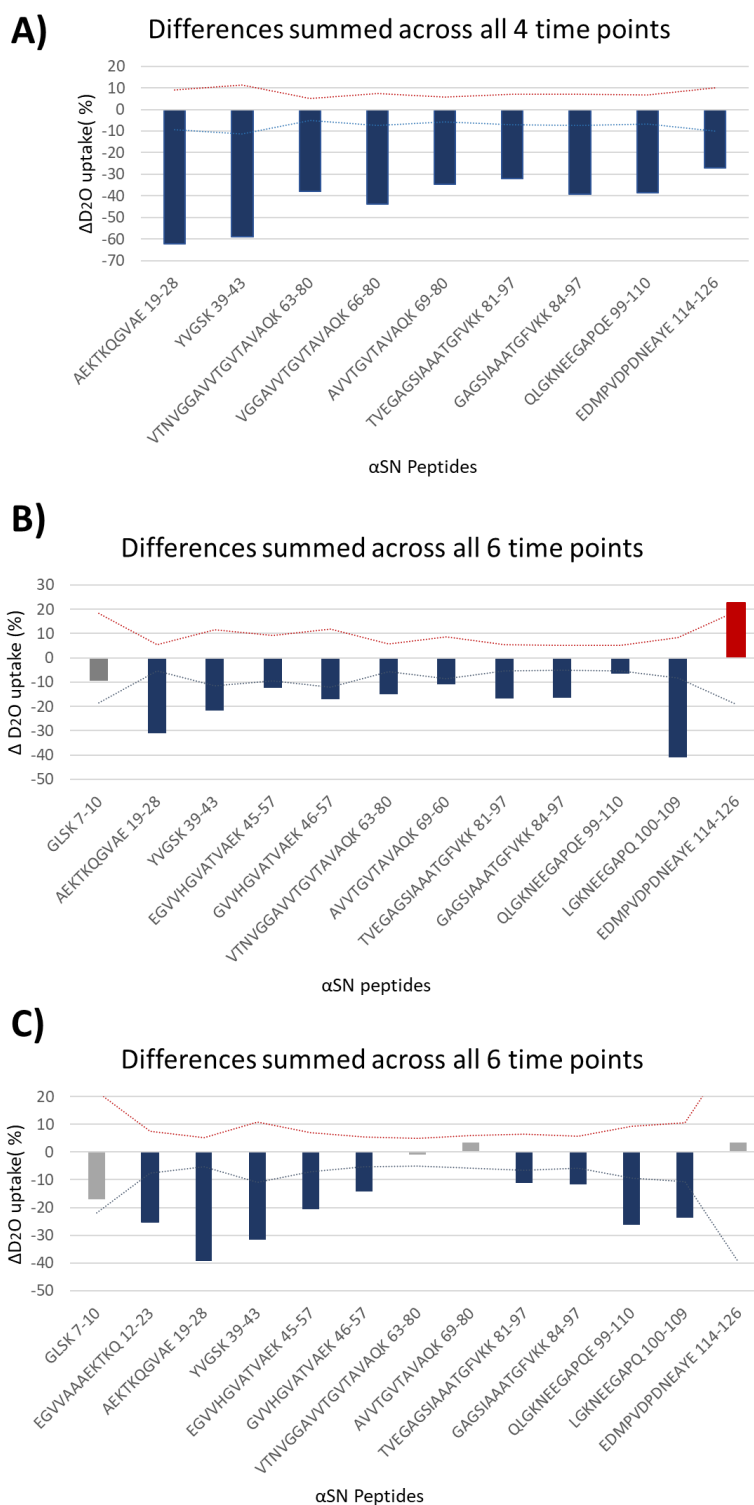 A)
Differences summed across all 4 time points
ΔD2O uptake( %)
20
10
0
-10
-20
-30
-40
-50
-60
-70
AEKTKQGVAE 19-28
YVGSK 39-43
VTNVGGAVVTGVTAVAQK 63-80
VGGAVVTGVTAVAQK 66-80
AVVTGVTAVAQK 69-80
TVEGAGSIAAATGFVKK 81-97
GAGSIAAATGFVKK 84-97
QLGKNEEGAPQE 99-110
EDMPVDPDNEAYE 114-126
αSN Peptides
B)
Differences summed across all 6 time points
Δ D2O uptake (%)
30
20
10
0
-10
-20
-30
-40
-50
GLSK 7-10
AEKTKQGVAE 19-28
YVGSK 39-43
EGVVHGVATVAEK 45-57
GVVHGVATVAEK 46-57
VTNVGGAVVTGVTAVAQK 63-80
AVVTGVTAVAQK 69-60
TVEGAGSIAAATGFVKK 81-97
GAGSIAAATGFVKK 84-97
QLGKNEEGAPQE 99-110
LGKNEEGAPQ 100-109
EDMPVDPDNEAYE 114-126
αSN peptides
C)
Differences summed across all 6 time points
ΔD2O uptake( %)
20
10
0
-10
-20
-30
-40
-50
GLSK 7-10
EGVVAAAEKTKQ 12-23
AEKTKQGVAE 19-28
YVGSK 39-43
EGVVHGVATVAEK 45-57
GVVHGVATVAEK 46-57
VTNVGGAVVTGVTAVAQK 63-80
AVVTGVTAVAQK 69-80
TVEGAGSIAAATGFVKK 81-97
GAGSIAAATGFVKK 84-97
QLGKNEEGAPQE 99-110
LGKNEEGAPQ 100-109
EDMPVDPDNEAYE 114-126
αSN Peptides